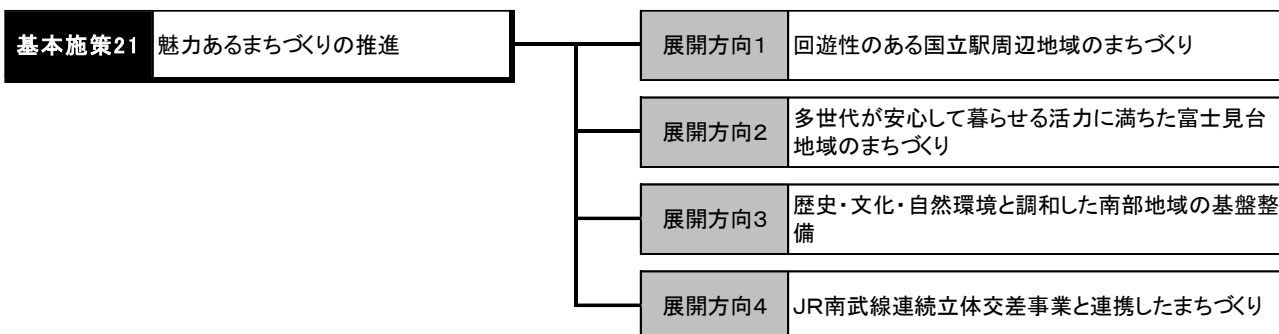 基本施策21 魅力あるまちづくりの推進
展開方向1 回遊性のある国立駅周辺地域のまちづくり
展開方向2 多世代が安心して暮らせる活力に満ちた富士見台
地域のまちづくり
展開方向3 歴史・文化・自然環境と調和した南部地域の基盤整
備
展開方向4 JR南武線連続立体交差事業と連携したまちづくり